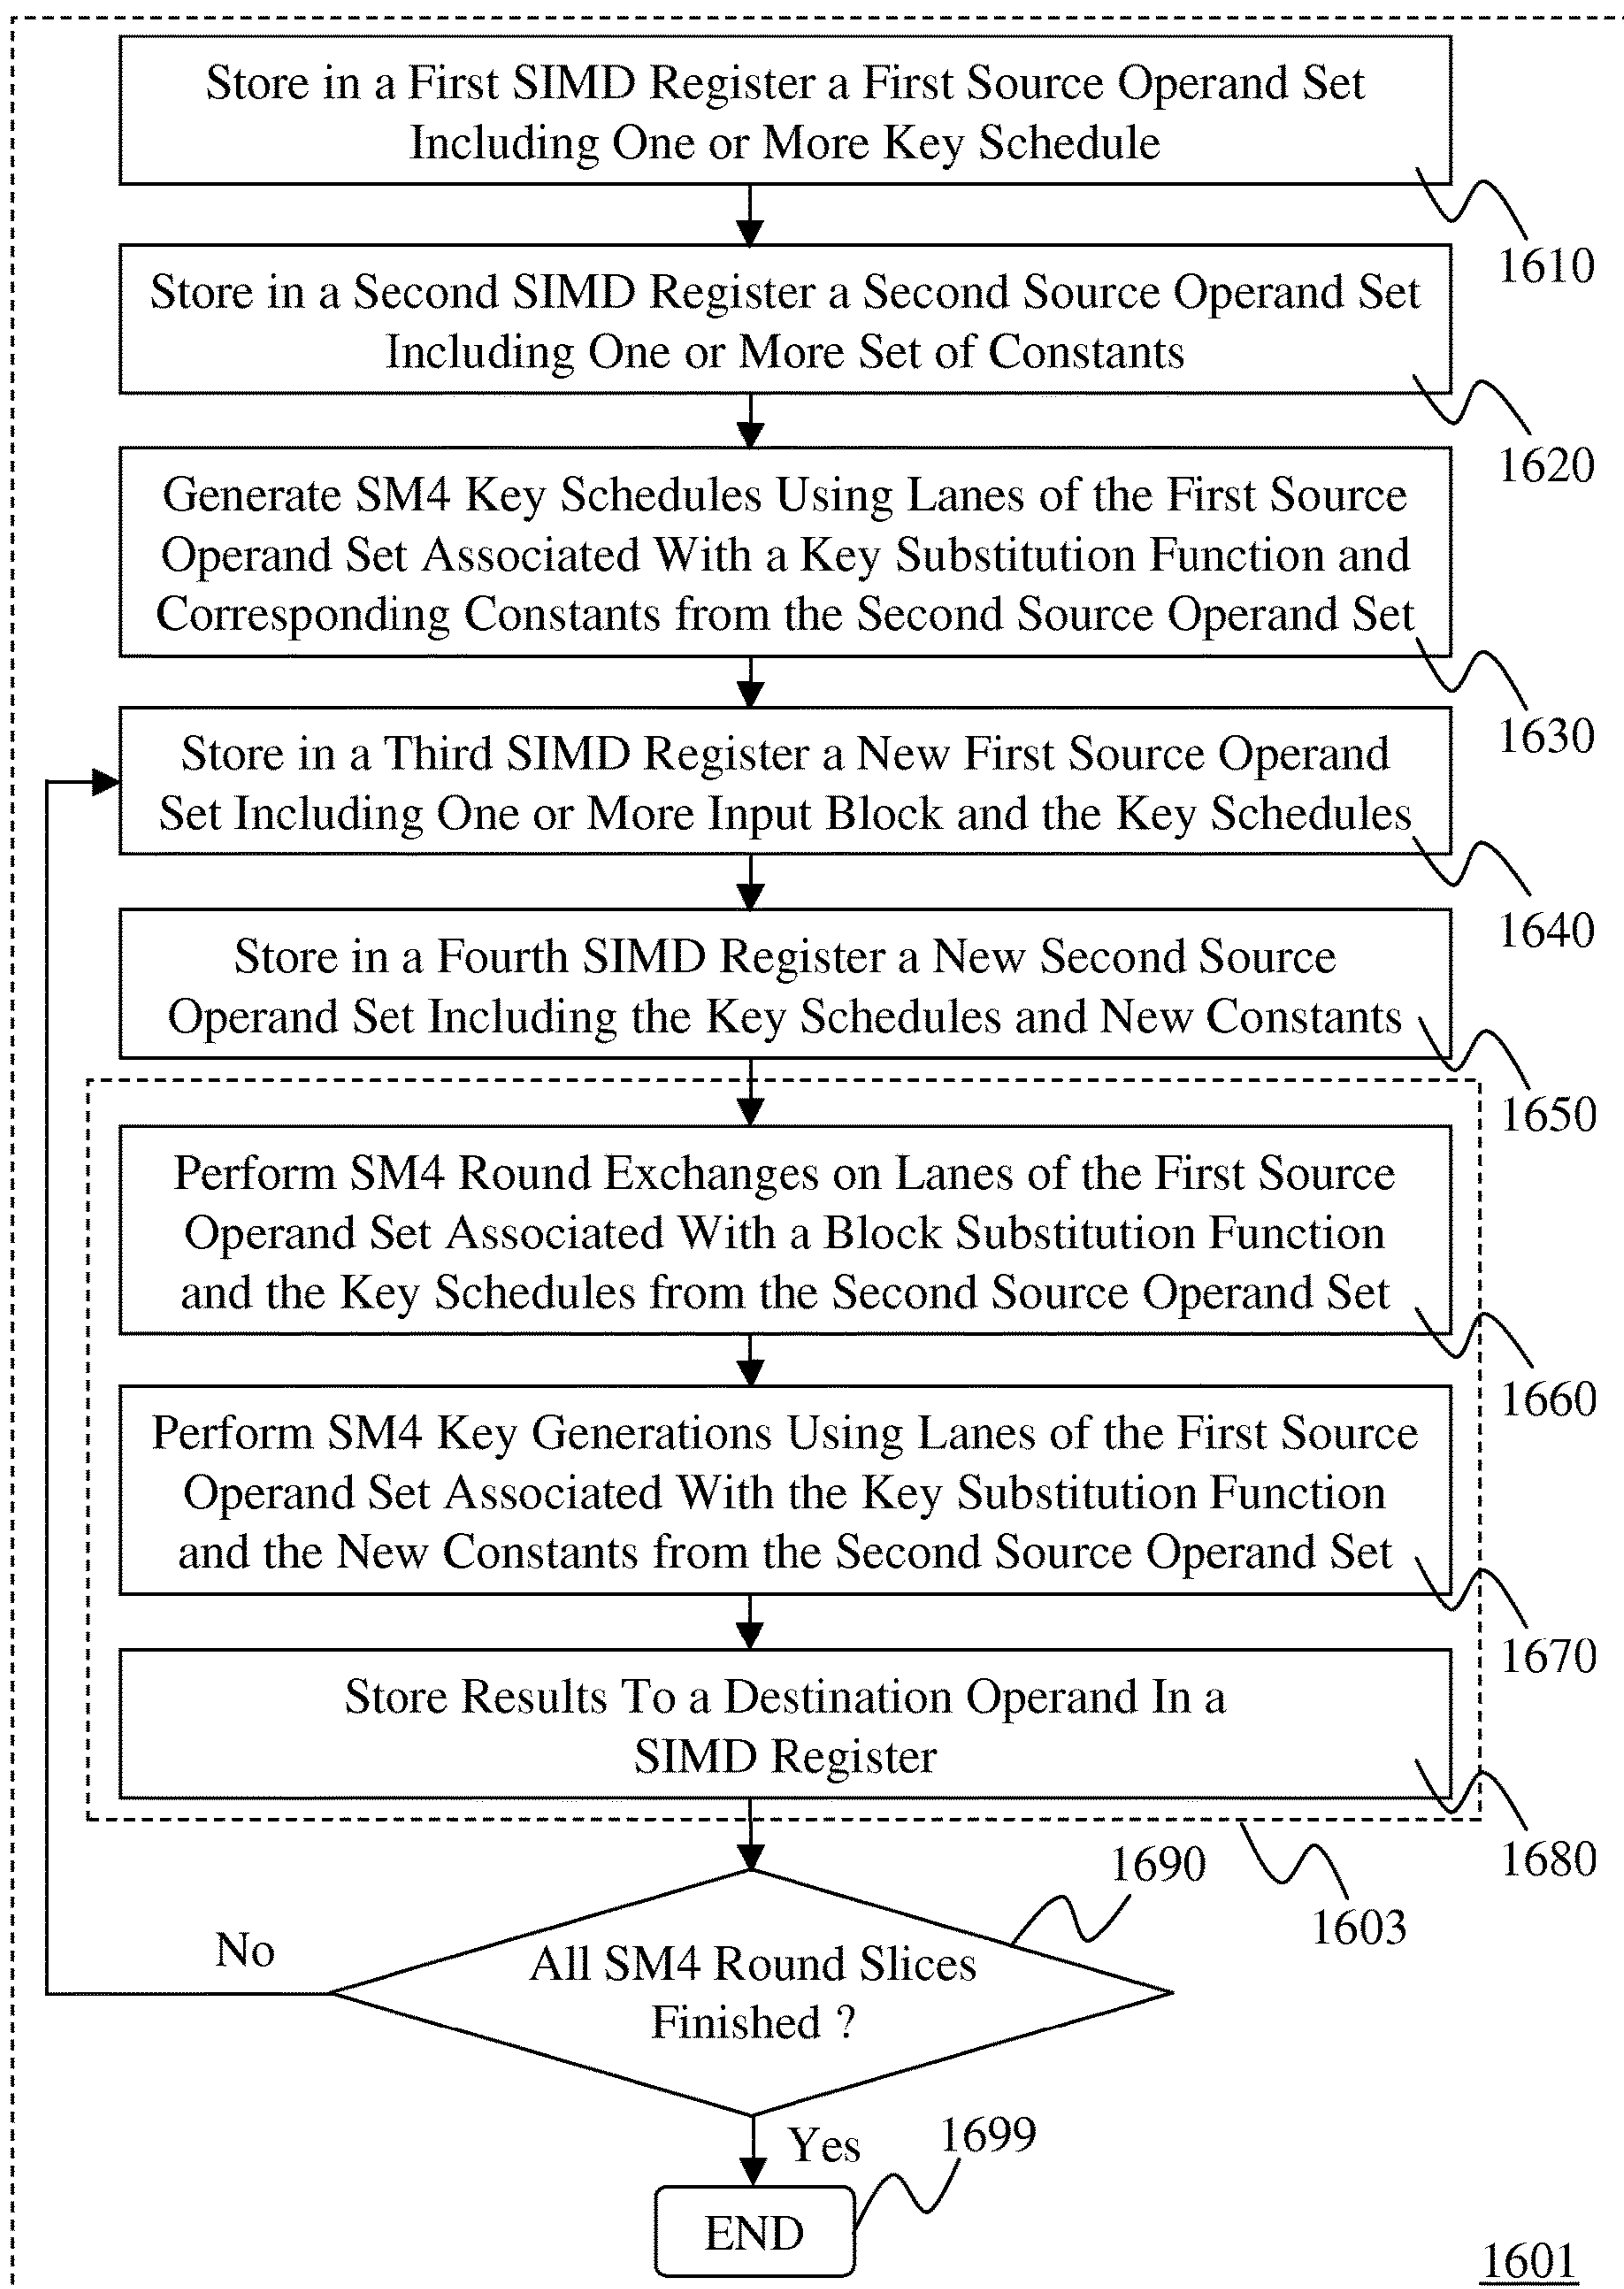 Store in a First SIMD Register a First Source Operand Set
Including One or More Key Schedule
1610
Store in a Second SIMD Register a Second Source Operand Set
Including One or More Set of Constants
1620
Generate SM4 Key Schedules Using Lanes of the First Source
Operand Set Associated With a Key Substitution Function and
Corresponding Constants from the Second Source Operand Set
1630
Store in a Third SIMD Register a New First Source Operand
Set Including One or More Input Block and the Key Schedules
1640
Store in a Fourth SIMD Register a New Second Source
Operand Set Including the Key Schedules and New Constants
1650
Perform SM4 Round Exchanges on Lanes of the First Source
Operand Set Associated With a Block Substitution Function
and the Key Schedules from the Second Source Operand Set
1660
Perform SM4 Key Generations Using Lanes of the First Source
Operand Set Associated With the Key Substitution Function
and the New Constants from the Second Source Operand Set
1670
Store Results To a Destination Operand In a
SIMD Register
1680
1690
1603
No
All SM4 Round Slices
Finished ?
Yes
1699
END
1601